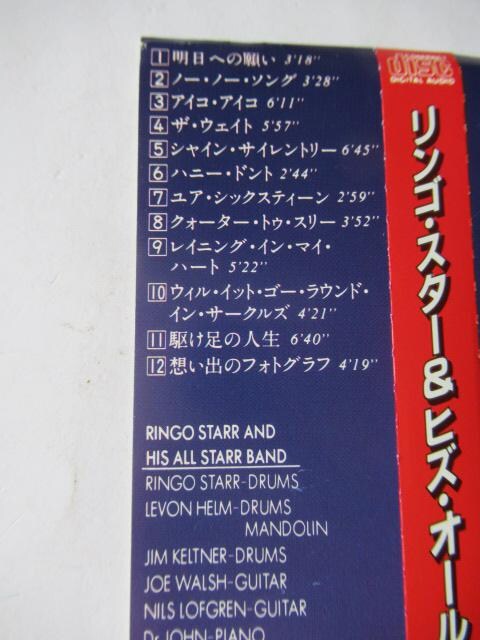 1 明日への願い 3'18"
2 ノー・ノー・ソング 3'28"
3 アイコ・アイコ 6'11"
4 ザ・ウェイト 5'57"
5 シャイン・サイレントリー 6'45"
6 ハニー・ドント 2'44"
7 ユア・シックスティーン 2'59"
8 クォーター・トゥ・スリー 3'52"
9 レイニング・イン・マイ・
ハート 5'22"
10 ウィル・イット・ゴー・ラウンド・
イン・サークルズ 4'21"
11 駆け足の人生 6'40"
12 想い出のフォトグラフ 4'19"
RINGO STARR AND
HIS ALL STARR BAND
RINGO STARR-DRUMS
LEVON HELM-DRUMS
MANDOLIN
JIM KELTNER-DRUMS
JOE WALSH-GUITAR
NILS LOFGREN-GUITAR
Dr. JOHN-PIANO
COMPACT
disc
DIGITAL AUDIO
リンゴ・スター&ヒズ・オール